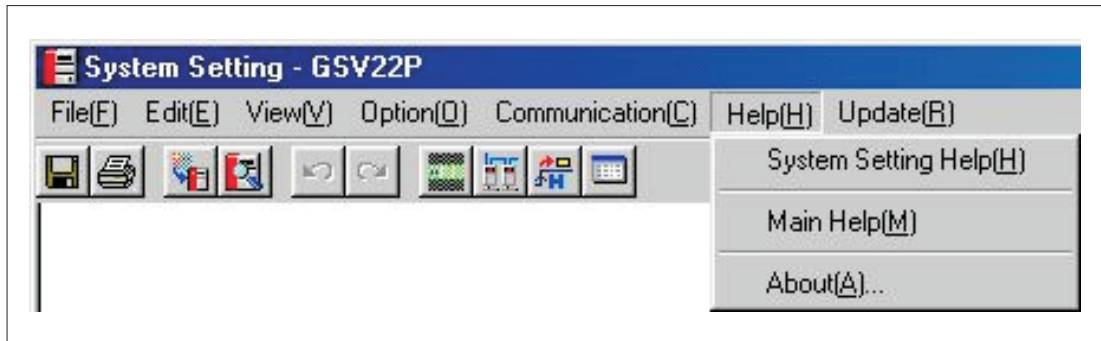 System Setting - GSV22P
File(F) Edit(E) View(V) Option(O) Communication(C) Help(H) Update(R)
System Setting Help(H)
Main Help(M)
About(A)...